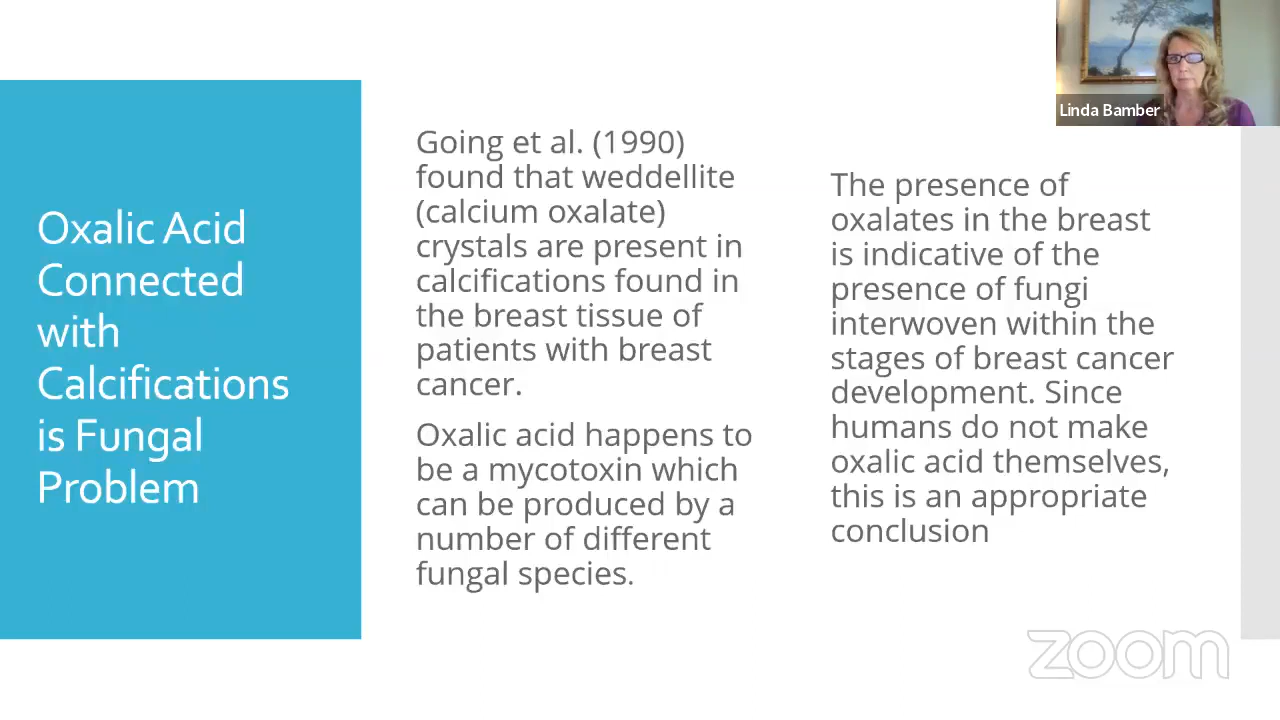 Linda Bamber
Oxalic Acid
Connected
with
Calcifications
is Fungal
Problem
Going et al. (1990)
found that weddellite
(calcium oxalate)
crystals are present in
calcifications found in
the breast tissue of
patients with breast
cancer.
Oxalic acid happens to
be a mycotoxin which
can be produced by a
number of different
fungal species.
The presence of
oxalates in the breast
is indicative of the
presence of fungi
interwoven within the
stages of breast cancer
development. Since
humans do not make
oxalic acid themselves,
this is an appropriate
conclusion
zoom